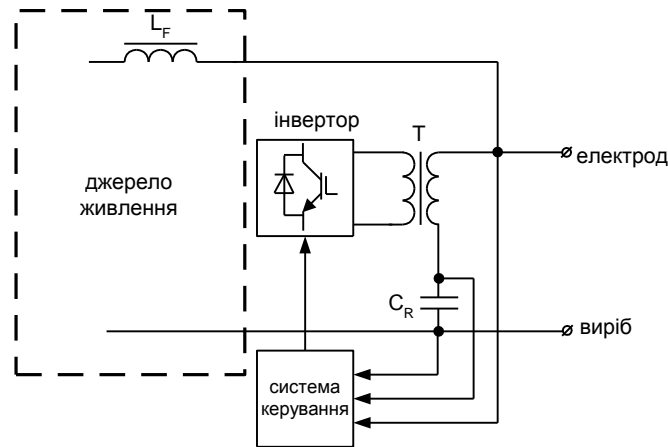 L_F
інвертор
T
електрод
джерело
живлення
C_R
виріб
система
керування